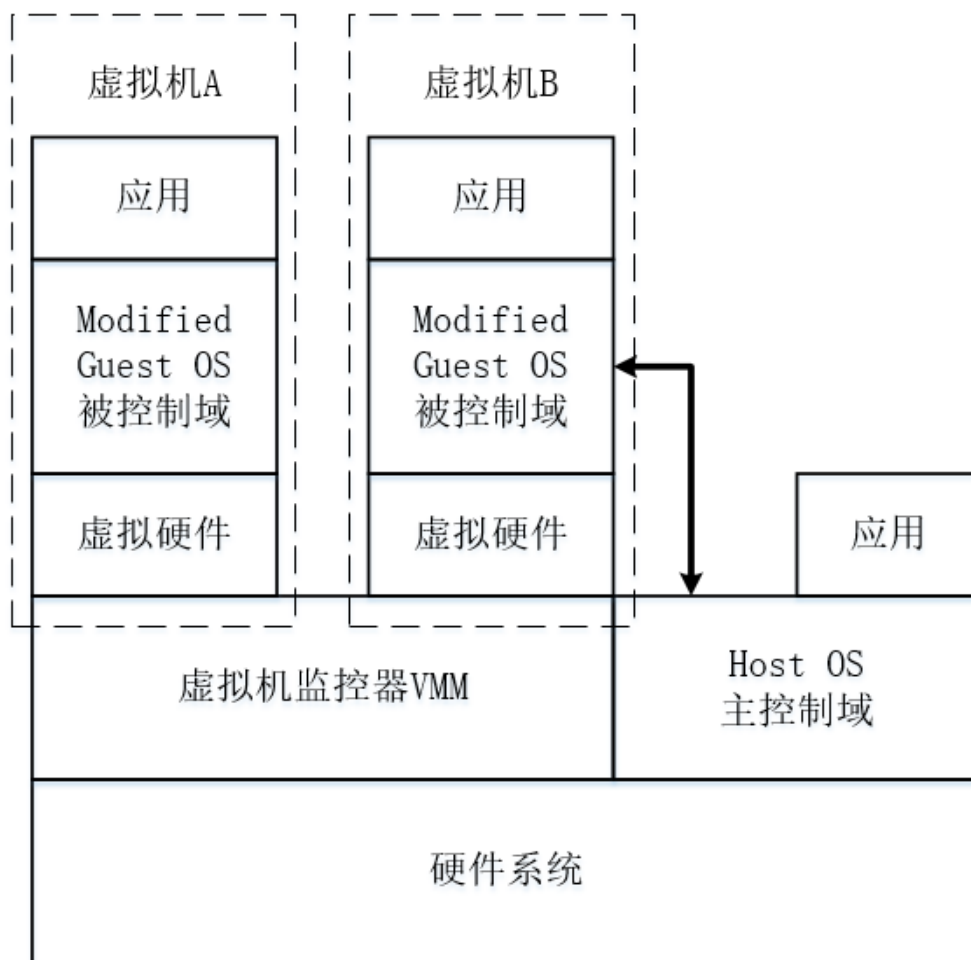 虚拟机A
应用
Modified
Guest OS
被控制域
虚拟硬件
虚拟机B
应用
Modified
Guest OS
被控制域
虚拟硬件
应用
虚拟机监控器VMM
Host OS
主控制域
硬件系统